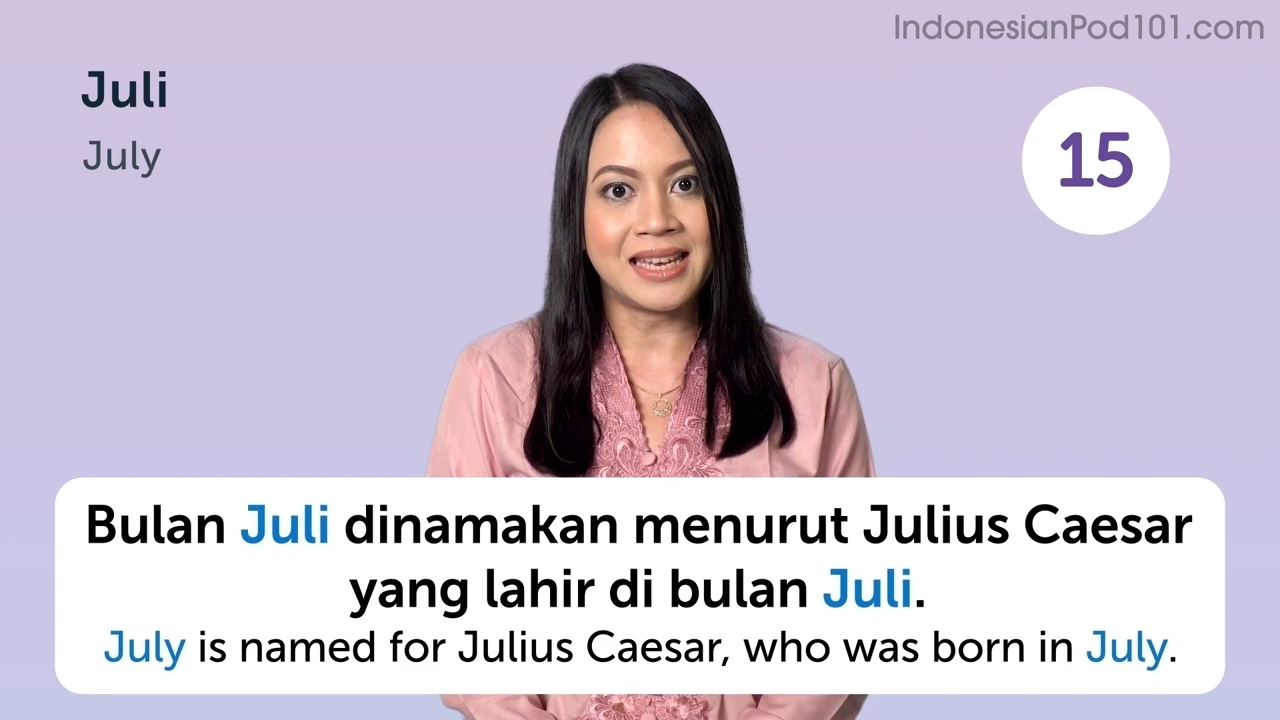 IndonesianPod101.com
Juli
July
15
Bulan Juli dinamakan menurut Julius Caesar
yang lahir di bulan Juli.
July is named for Julius Caesar, who was born in July.